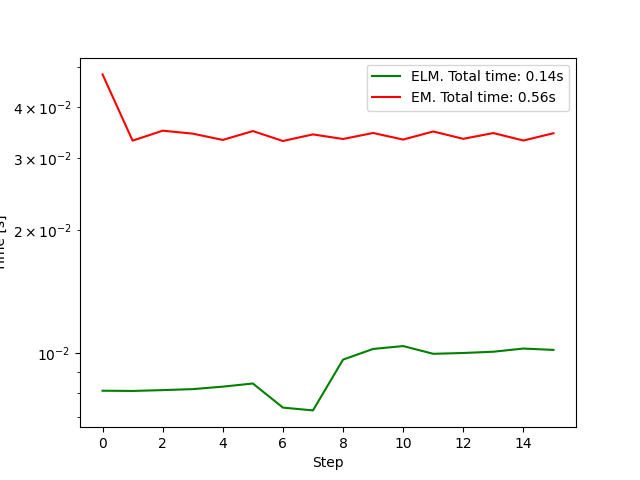 ELM. Total time: 0.14s
EM. Total time: 0.56s
4 × 10⁻²
3 × 10⁻²
2 × 10⁻²
10⁻²
[s]
0 2 4 6 8 10 12 14
Step